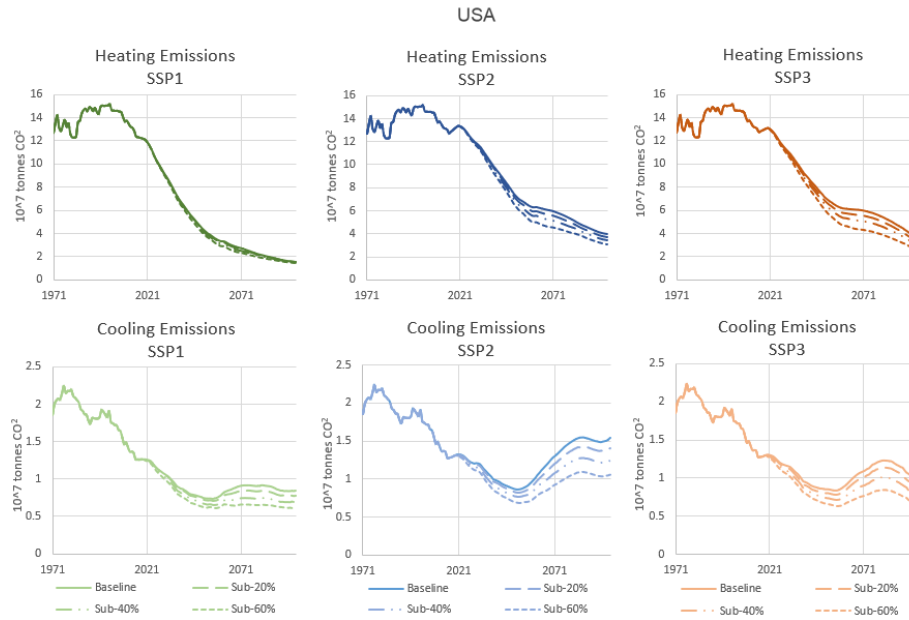 USA
Heating Emissions
SSP1
16
14
12
10
8
6
4
2
0
10^7 tonnes CO²
1971
2021
2071
Heating Emissions
SSP2
16
14
12
10
8
6
4
2
0
10^7 tonnes CO²
1971
2021
2071
Heating Emissions
SSP3
16
14
12
10
8
6
4
2
0
10^7 tonnes CO²
1971
2021
2071
Cooling Emissions
SSP1
2.5
2
1.5
1
0.5
0
10^7 tonnes CO²
1971
2021
2071
Baseline
Sub-20%
Sub-40%
Sub-60%
Cooling Emissions
SSP2
2.5
2
1.5
1
0.5
0
10^7 tonnes CO²
1971
2021
2071
Baseline
Sub-20%
Sub-40%
Sub-60%
Cooling Emissions
SSP3
2.5
2
1.5
1
0.5
0
10^7 tonnes CO²
1971
2021
2071
Baseline
Sub-20%
Sub-40%
Sub-60%